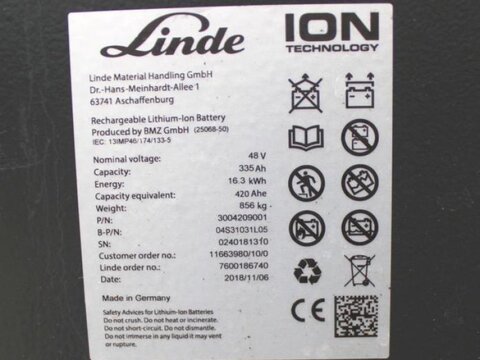 Linde
ION
TECHNOLOGY
Linde Material Handling GmbH
Dr.-Hans-Meinhardt-Allee 1
63741 Aschaffenburg
Rechargeable Lithium-Ion Battery
Produced by BMZ GmbH (25068-50)
IEC: 13IMP46/174/133-5
Nominal voltage: 48 V
Capacity: 335Ah
Energy: 16.3 kWh
Capacity equivalent: 420 Ahe
Weight: 856 kg
P/N: 3004209001
B-P/N: 04S31031L05
SN: 02401813f0
Customer order no.: 11663980/10/0
Linde order no.: 7600186740
Date: 2018/11/06
Made in Germany
Safety Advices for Lithium-Ion Batteries
Do not crush. Do not heat or incinerate.
Do not short-circuit. Do not dismantle.
Do not immerse in any liquid it may vent
or rupture.
CE